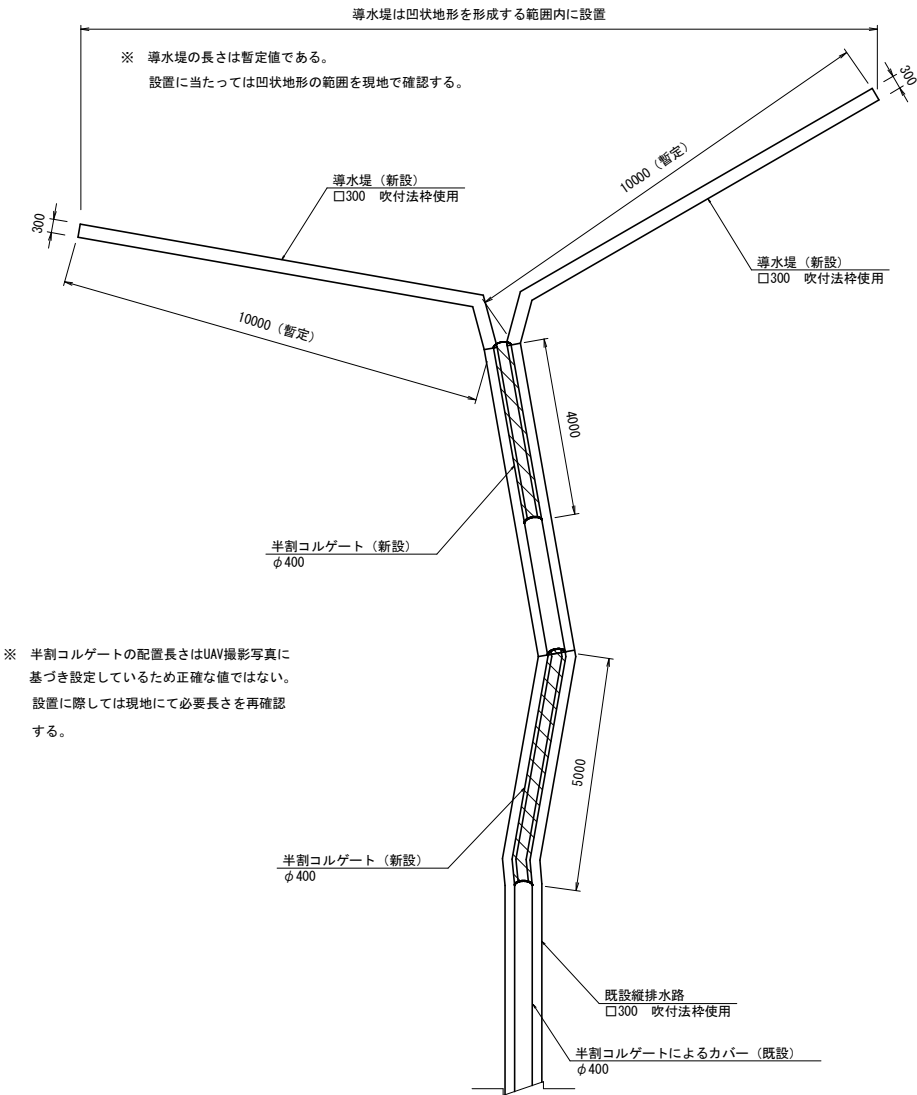 導水堤は凹状地形を形成する範囲内に設置
※　導水堤の長さは暫定値である。
設置に当たっては凹状地形の範囲を現地で確認する。
300
10000（暫定）
導水堤（新設）
□300　吹付法枠使用
300
導水堤（新設）
□300　吹付法枠使用
10000（暫定）
4000
半割コルゲート（新設）
φ400
※　半割コルゲートの配置長さはUAV撮影写真に
基づき設定しているため正確な値ではない。
設置に際しては現地にて必要長さを再確認
する。
5000
半割コルゲート（新設）
φ400
既設縦排水路
□300　吹付法枠使用
半割コルゲートによるカバー（既設）
φ400